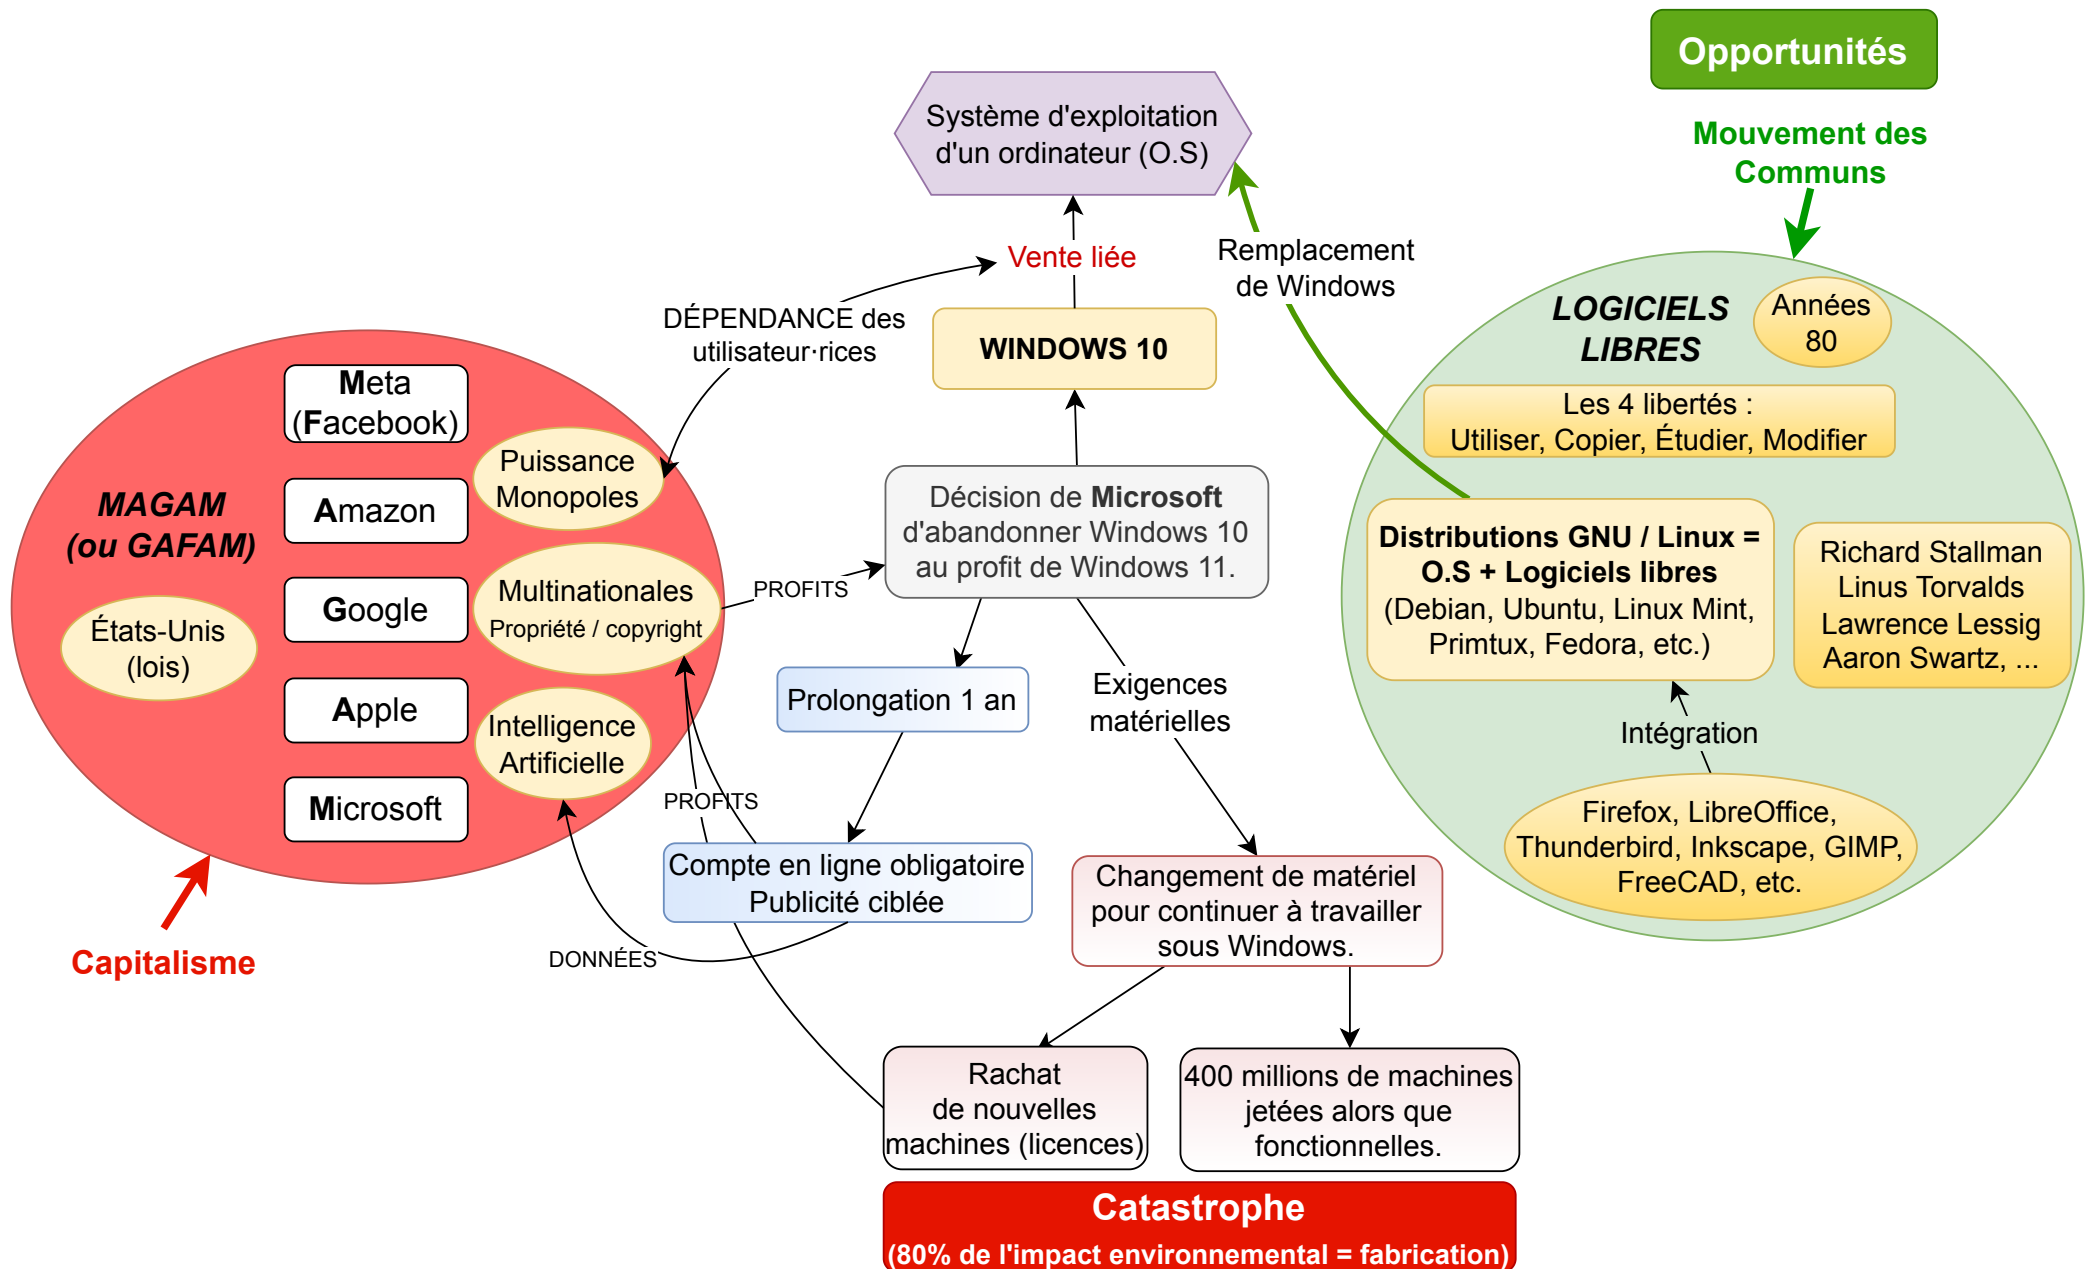 Opportunités
Mouvement des
Communs
Système d'exploitation
d'un ordinateur (O.S)
Vente liée
Remplacement
de Windows
DÉPENDANCE des
utilisateur·rices
WINDOWS 10
MAGAM
(ou GAFAM)
Meta
(Facebook)
Amazon
Google
Apple
Microsoft
États-Unis
(lois)
Puissance
Monopoles
Multinationales
Propriété / copyright
Intelligence
Artificielle
Capitalisme
PROFITS
Décision de Microsoft
d'abandonner Windows 10
au profit de Windows 11.
Prolongation 1 an
Exigences
matérielles
PROFITS
Compte en ligne obligatoire
Publicité ciblée
DONNÉES
Changement de matériel
pour continuer à travailler
sous Windows.
Rachat
de nouvelles
machines (licences)
400 millions de machines
jetées alors que
fonctionnelles.
Catastrophe
(80% de l'impact environnemental = fabrication)
LOGICIELS
LIBRES
Années
80
Les 4 libertés :
Utiliser, Copier, Étudier, Modifier
Distributions GNU / Linux =
O.S + Logiciels libres
(Debian, Ubuntu, Linux Mint,
Primtux, Fedora, etc.)
Richard Stallman
Linus Torvalds
Lawrence Lessig
Aaron Swartz, ...
Intégration
Firefox, LibreOffice,
Thunderbird, Inkscape, GIMP,
FreeCAD, etc.